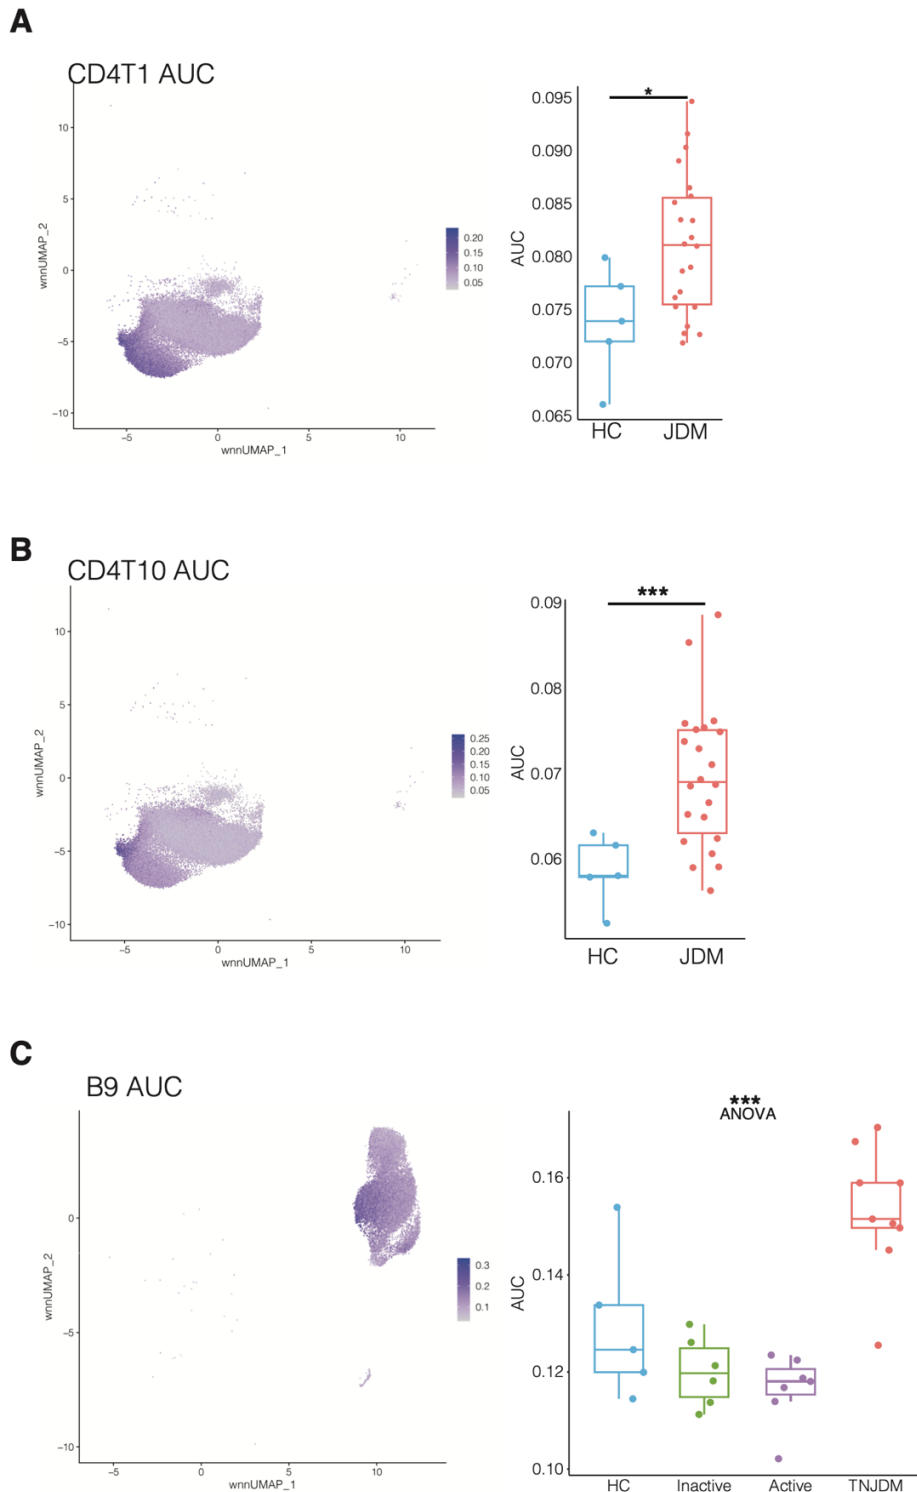 A
CD4T1 AUC
wnnUMAP_2
10
5
0
−5
−10
−5
0
5
10
wnnUMAP_1
0.20
0.15
0.10
0.05
AUC
0.095
0.090
0.085
0.080
0.075
0.070
0.065
*
HC
JDM
B
CD4T10 AUC
wnnUMAP_2
10
5
0
−5
−10
−5
0
5
10
wnnUMAP_1
0.25
0.20
0.15
0.10
0.05
AUC
0.09
0.08
0.07
0.06
***
HC
JDM
C
B9 AUC
wnnUMAP_2
0
−5
−10
−5
0
5
10
wnnUMAP_1
0.3
0.2
0.1
AUC
0.16
0.14
0.12
0.10
***
ANOVA
HC
Inactive
Active
TNJDM